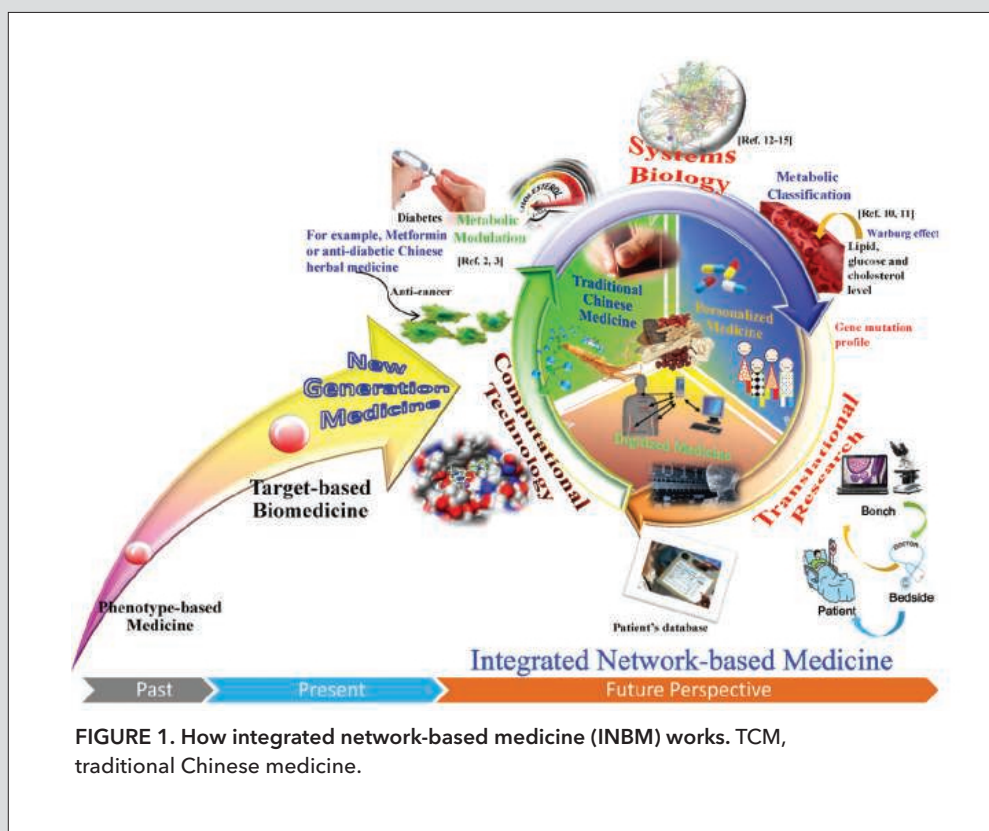 Systems
Biology
[Ref. 12-15]
Metabolic
Classification
[Ref. 10, 11]
Warburg effect
Lipid,
glucose and
cholesterol
level
Gene mutation
profile
CHOLESTEROL
Diabetes
Metabolic
Modulation
For example, Metformin
or anti-diabetic Chinese
herbal medicine
[Ref. 2, 3]
Anti-cancer
Traditional
Chinese
Medicine
Personalized
Medicine
Digitized Medicine
New
Generation
Medicine
Computational
Technology
Translational
Research
Target-based
Biomedicine
Phenotype-based
Medicine
Bench
DOCTOR
Bedside
Patient
Patient's database
Integrated Network-based Medicine
Past
Present
Future Perspective
FIGURE 1. How integrated network-based medicine (INBM) works. TCM,
traditional Chinese medicine.